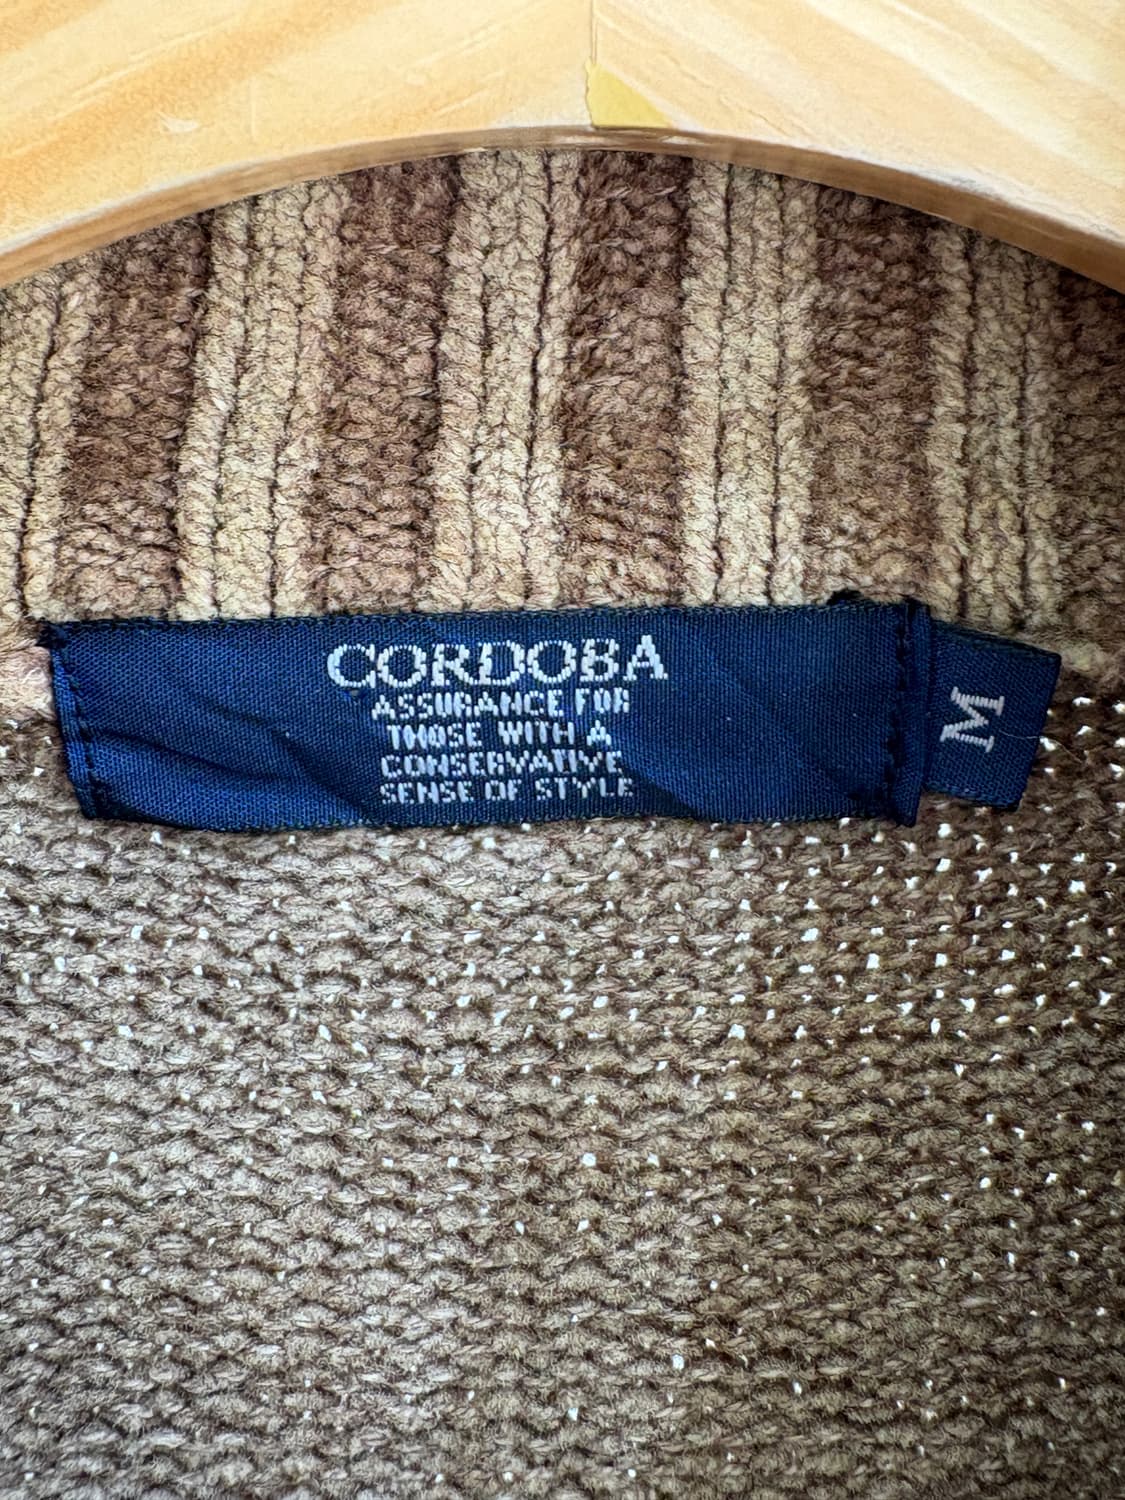 CORDOBA
ASSURANCE FOR
THOSE WITH A
CONSERVATIVE
SENSE OF STYLE
M